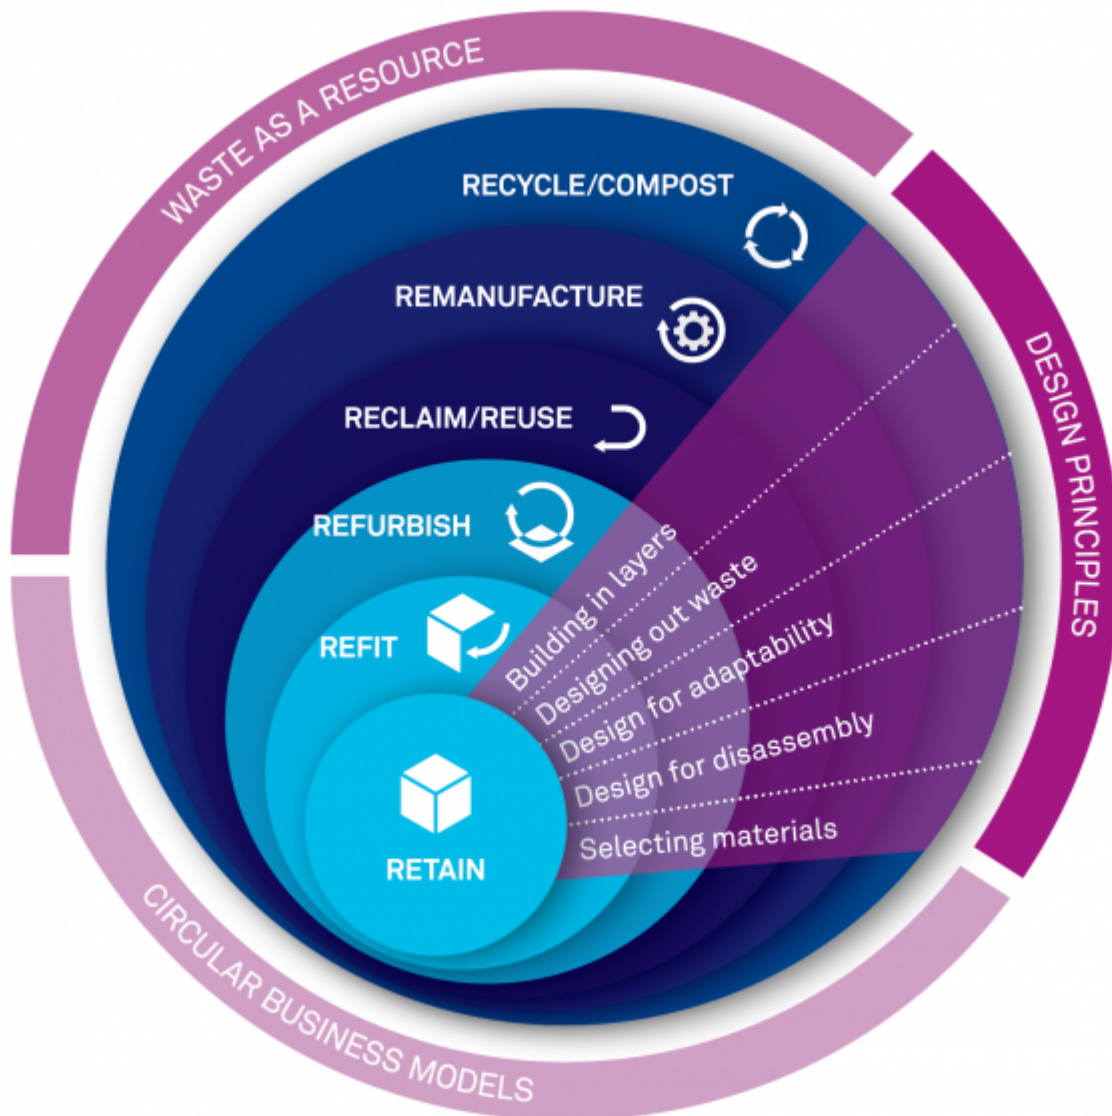 WASTE AS A RESOURCE
DESIGN PRINCIPLES
CIRCULAR BUSINESS MODELS
RECYCLE/COMPOST
REMANUFACTURE
RECLAIM/REUSE
REFURBISH
REFIT
RETAIN
Building in layers
Designing out waste
Design for adaptability
Design for disassembly
Selecting materials